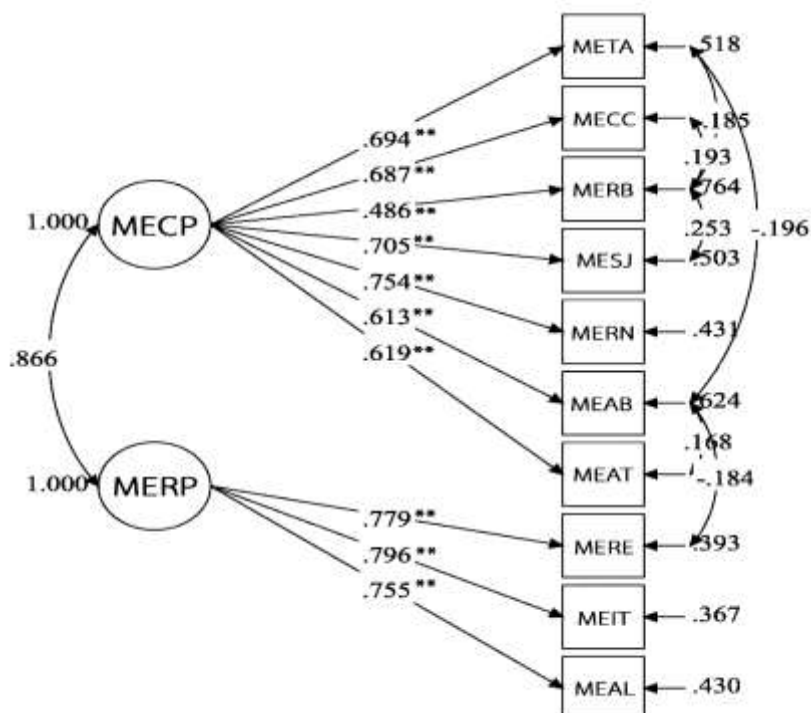 META
.518
MECC
.185
.694**
.193
.687**
MERB
.764
.486**
1.000
MECP
.253
-.196
.705**
MESJ
.503
.754**
.613**
MERN
.431
.619**
.866
MEAB
.624
.168
MEAT
-.184
1.000
MERP
.779**
MERE
.393
.796**
.755**
MEIT
.367
MEAL
.430